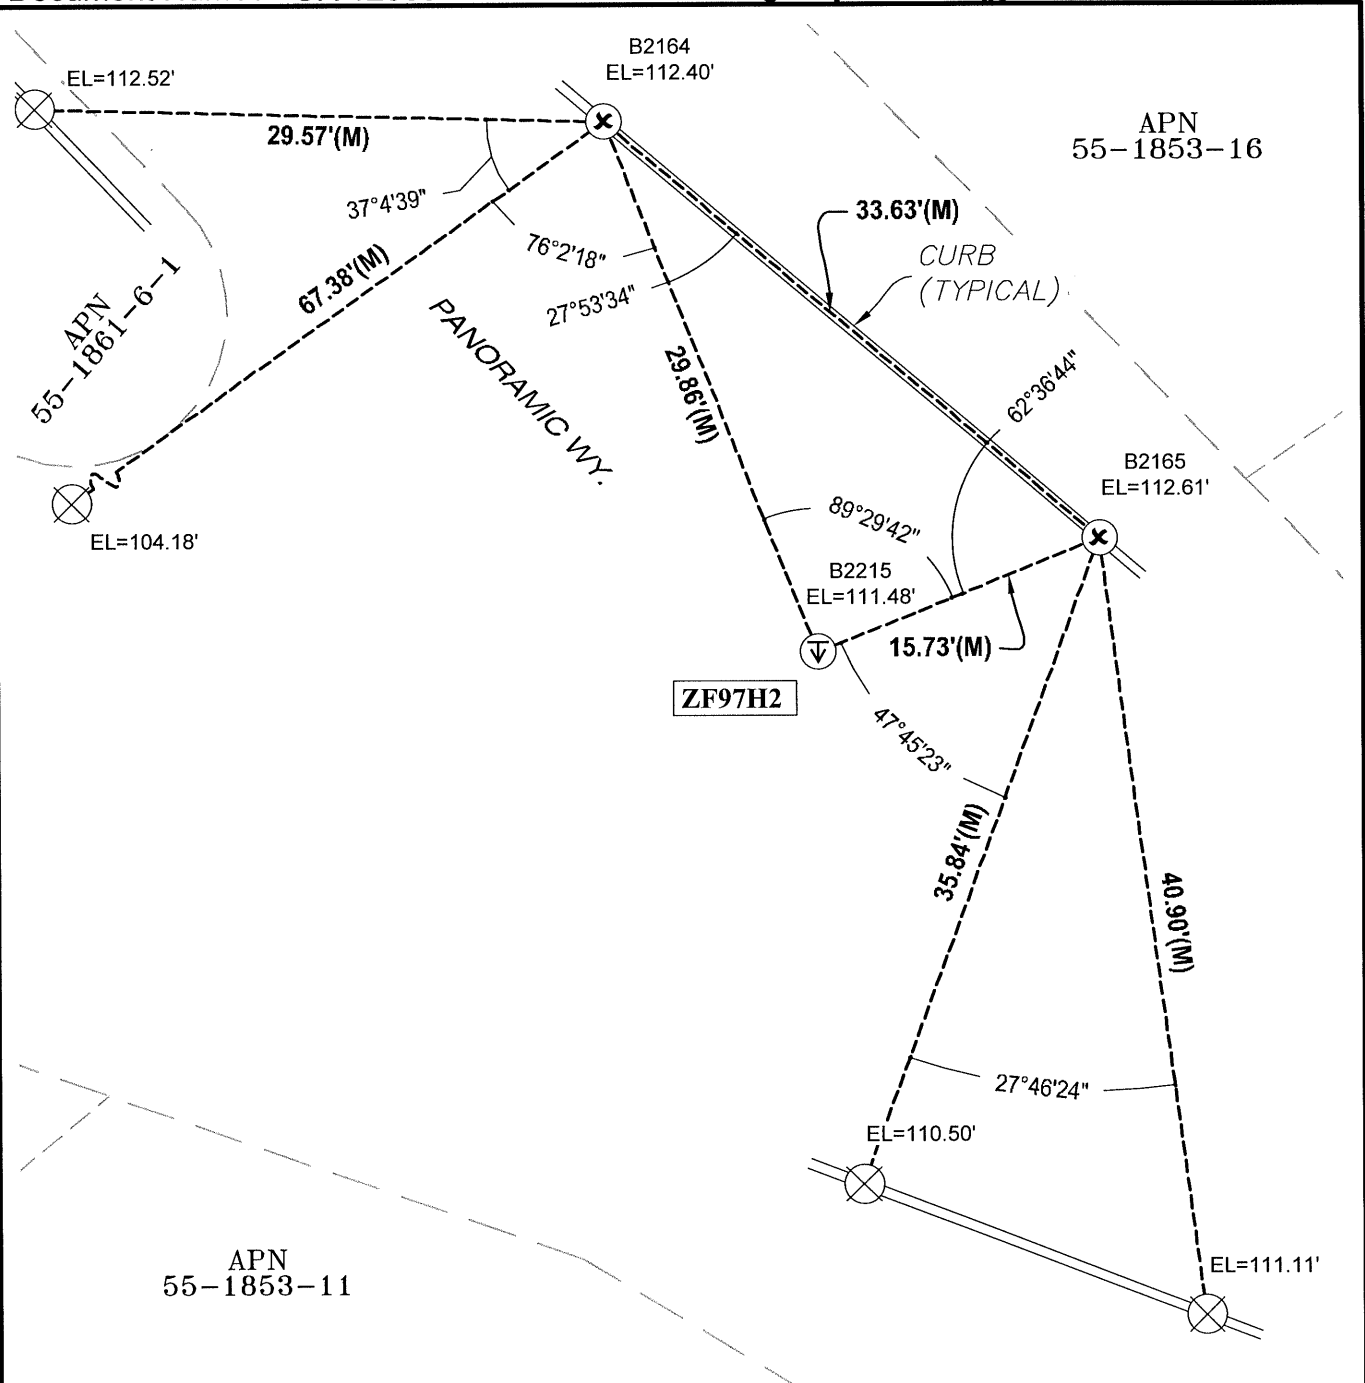 B2164
EL=112.40'
EL=112.52'
APN
55-1853-16
29.57'(M)
37°4'39"
33.63'(M)
76°2'18"
CURB
(TYPICAL)
67.38'(M)
27°53'34"
APN
55-1861-6-1
PANORAMIC WY.
29.86'(M)
62°36'44"
B2165
EL=112.61'
89°29'42"
EL=104.18'
B2215
EL=111.48'
15.73'(M)
ZF97H2
47°45'23"
35.84'(M)
40.90'(M)
27°46'24"
EL=110.50'
APN
55-1853-11
EL=111.11'